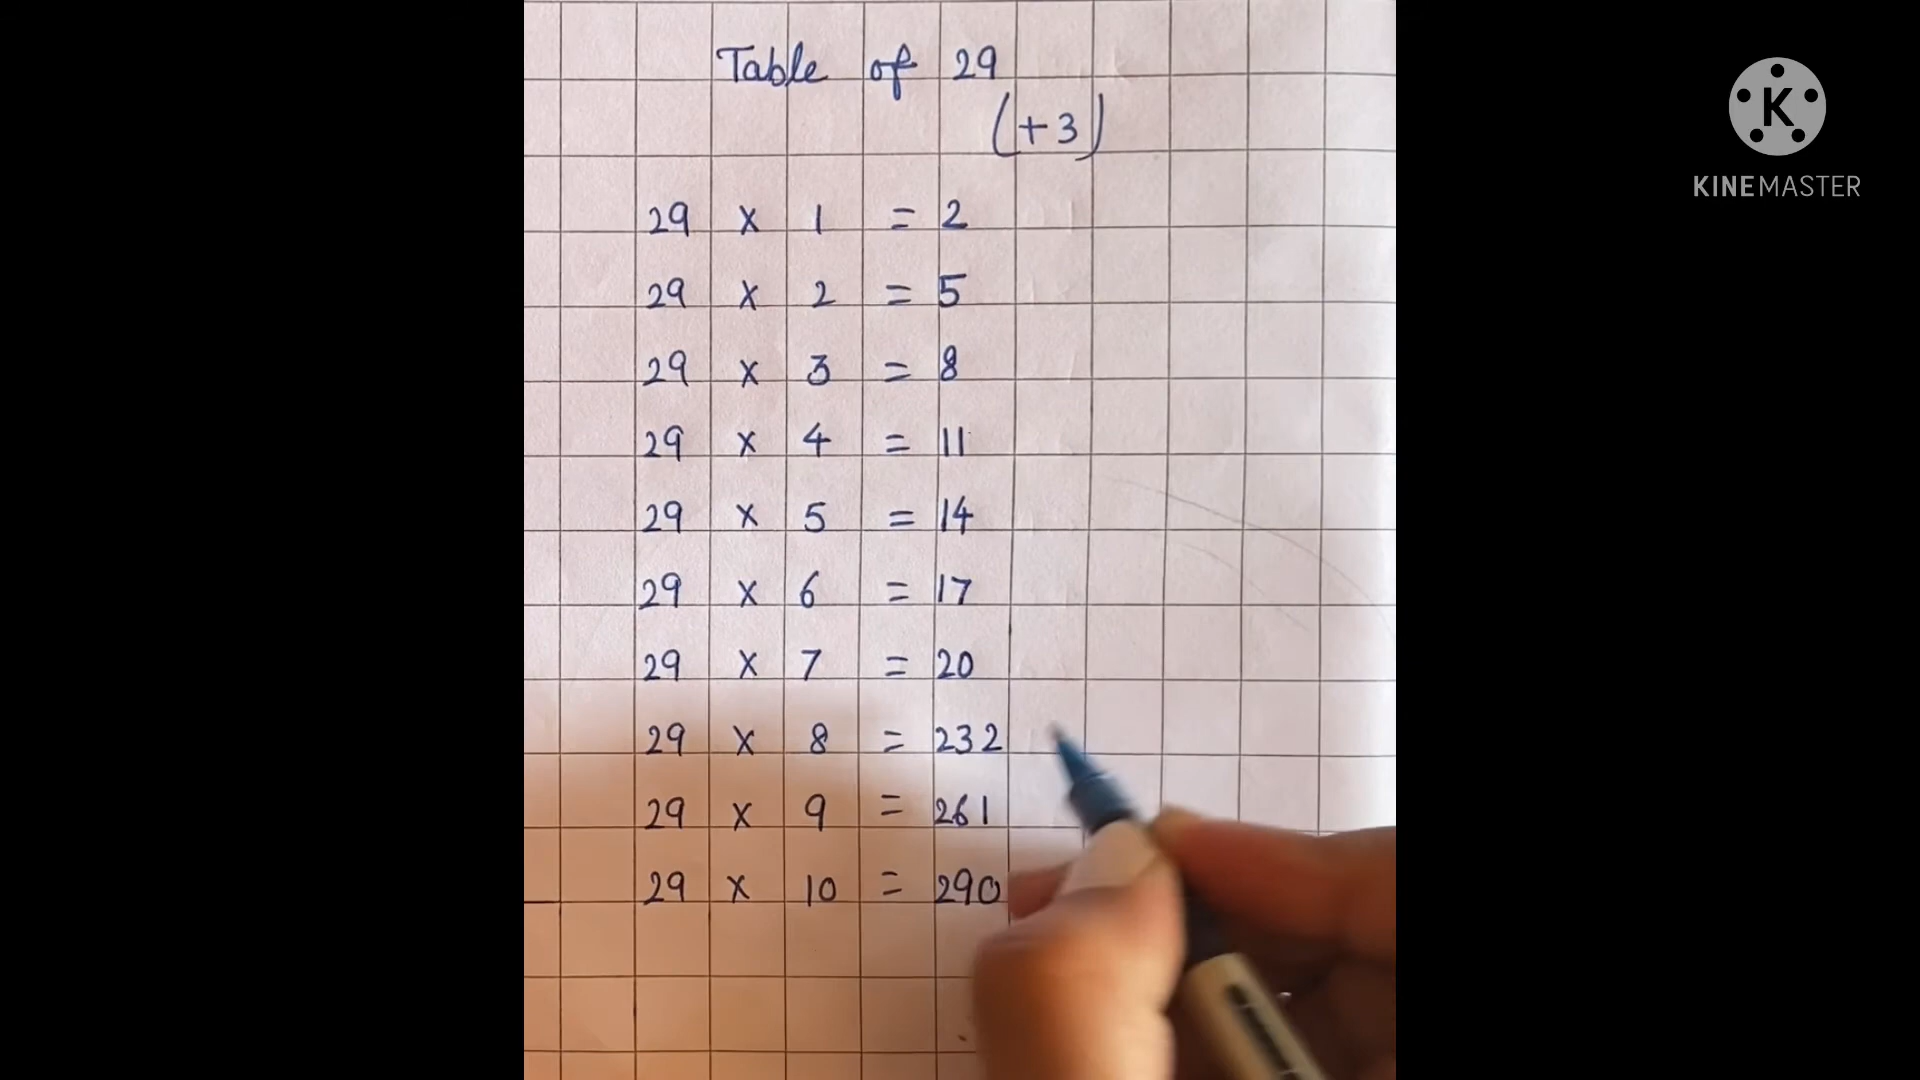 Table of 29
(+3)
29 x 1 = 2
29 x 2 = 5
29 x 3 = 8
29 x 4 = 11
29 x 5 = 14
29 x 6 = 17
29 x 7 = 20
29 x 8 = 232
29 x 9 = 261
29 x 10 = 290
K
KINEMASTER